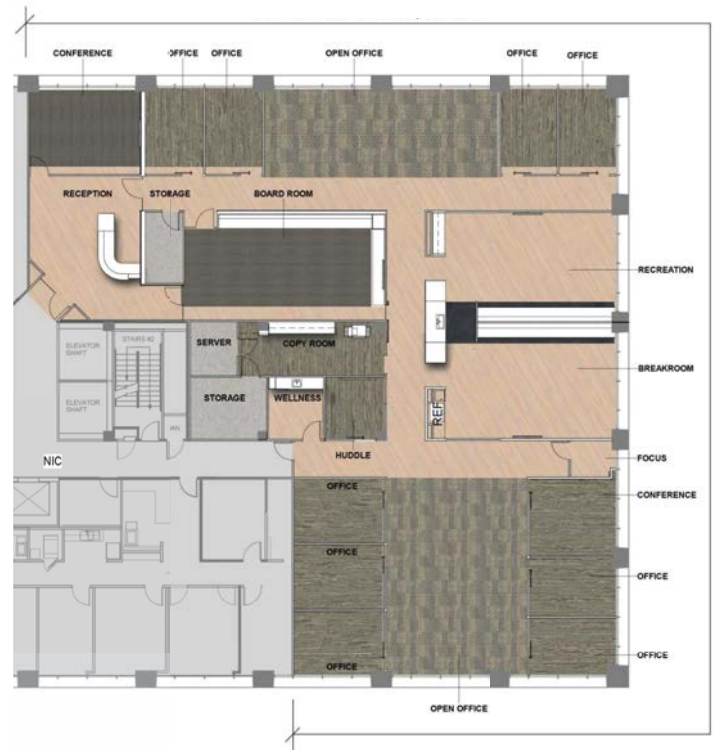 CONFERENCE
OFFICE
OFFICE
OPEN OFFICE
OFFICE
OFFICE
RECEPTION
STORAGE
BOARD ROOM
RECREATION
ELEVATOR
SHAFT
STAIRS #2
SERVER
COPY ROOM
BREAKROOM
ELEVATOR
SHAFT
STORAGE
WELLNESS
REF.
HUDDLE
FOCUS
NIC
OFFICE
CONFERENCE
OFFICE
OFFICE
OFFICE
OFFICE
OPEN OFFICE